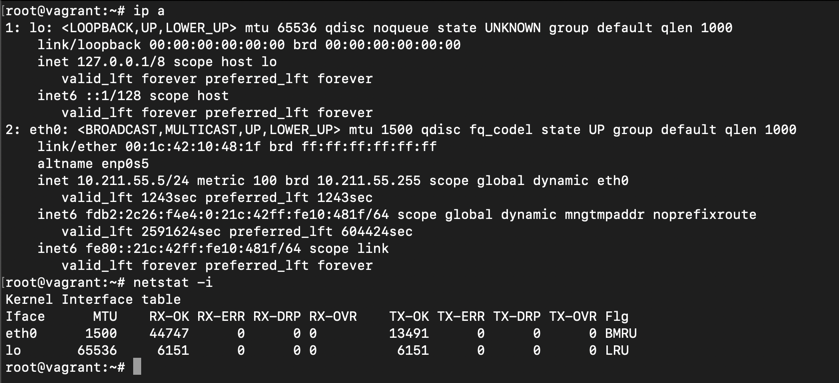 [root@vagrant:~# ip a
1: lo: <LOOPBACK,UP,LOWER_UP> mtu 65536 qdisc noqueue state UNKNOWN group default qlen 1000
    link/loopback 00:00:00:00:00:00 brd 00:00:00:00:00:00
    inet 127.0.0.1/8 scope host lo
       valid_lft forever preferred_lft forever
    inet6 ::1/128 scope host
       valid_lft forever preferred_lft forever
2: eth0: <BROADCAST,MULTICAST,UP,LOWER_UP> mtu 1500 qdisc fq_codel state UP group default qlen 1000
    link/ether 00:1c:42:10:48:1f brd ff:ff:ff:ff:ff:ff
    altname enp0s5
    inet 10.211.55.5/24 metric 100 brd 10.211.55.255 scope global dynamic eth0
       valid_lft 1243sec preferred_lft 1243sec
    inet6 fdb2:2c26:f4e4:0:21c:42ff:fe10:481f/64 scope global dynamic mngtmpaddr noprefixroute
       valid_lft 2591624sec preferred_lft 604424sec
    inet6 fe80::21c:42ff:fe10:481f/64 scope link
       valid_lft forever preferred_lft forever
[root@vagrant:~# netstat -i
Kernel Interface table
Iface      MTU    RX-OK RX-ERR RX-DRP RX-OVR    TX-OK TX-ERR TX-DRP TX-OVR Flg
eth0      1500    44747      0      0 0         13491      0      0      0 BMRU
lo       65536     6151      0      0 0          6151      0      0      0 LRU
root@vagrant:~#